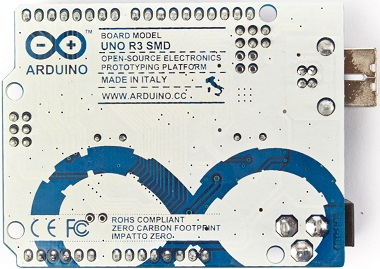 TM
ARDUINO
BOARD MODEL
UNO R3 SMD
OPEN-SOURCE ELECTRONICS
PROTOTYPING PLATFORM
MADE IN ITALY
WWW.ARDUINO.CC
CE FC
ROHS COMPLIANT
ZERO CARBON FOOTPRINT
IMPATTO ZERO